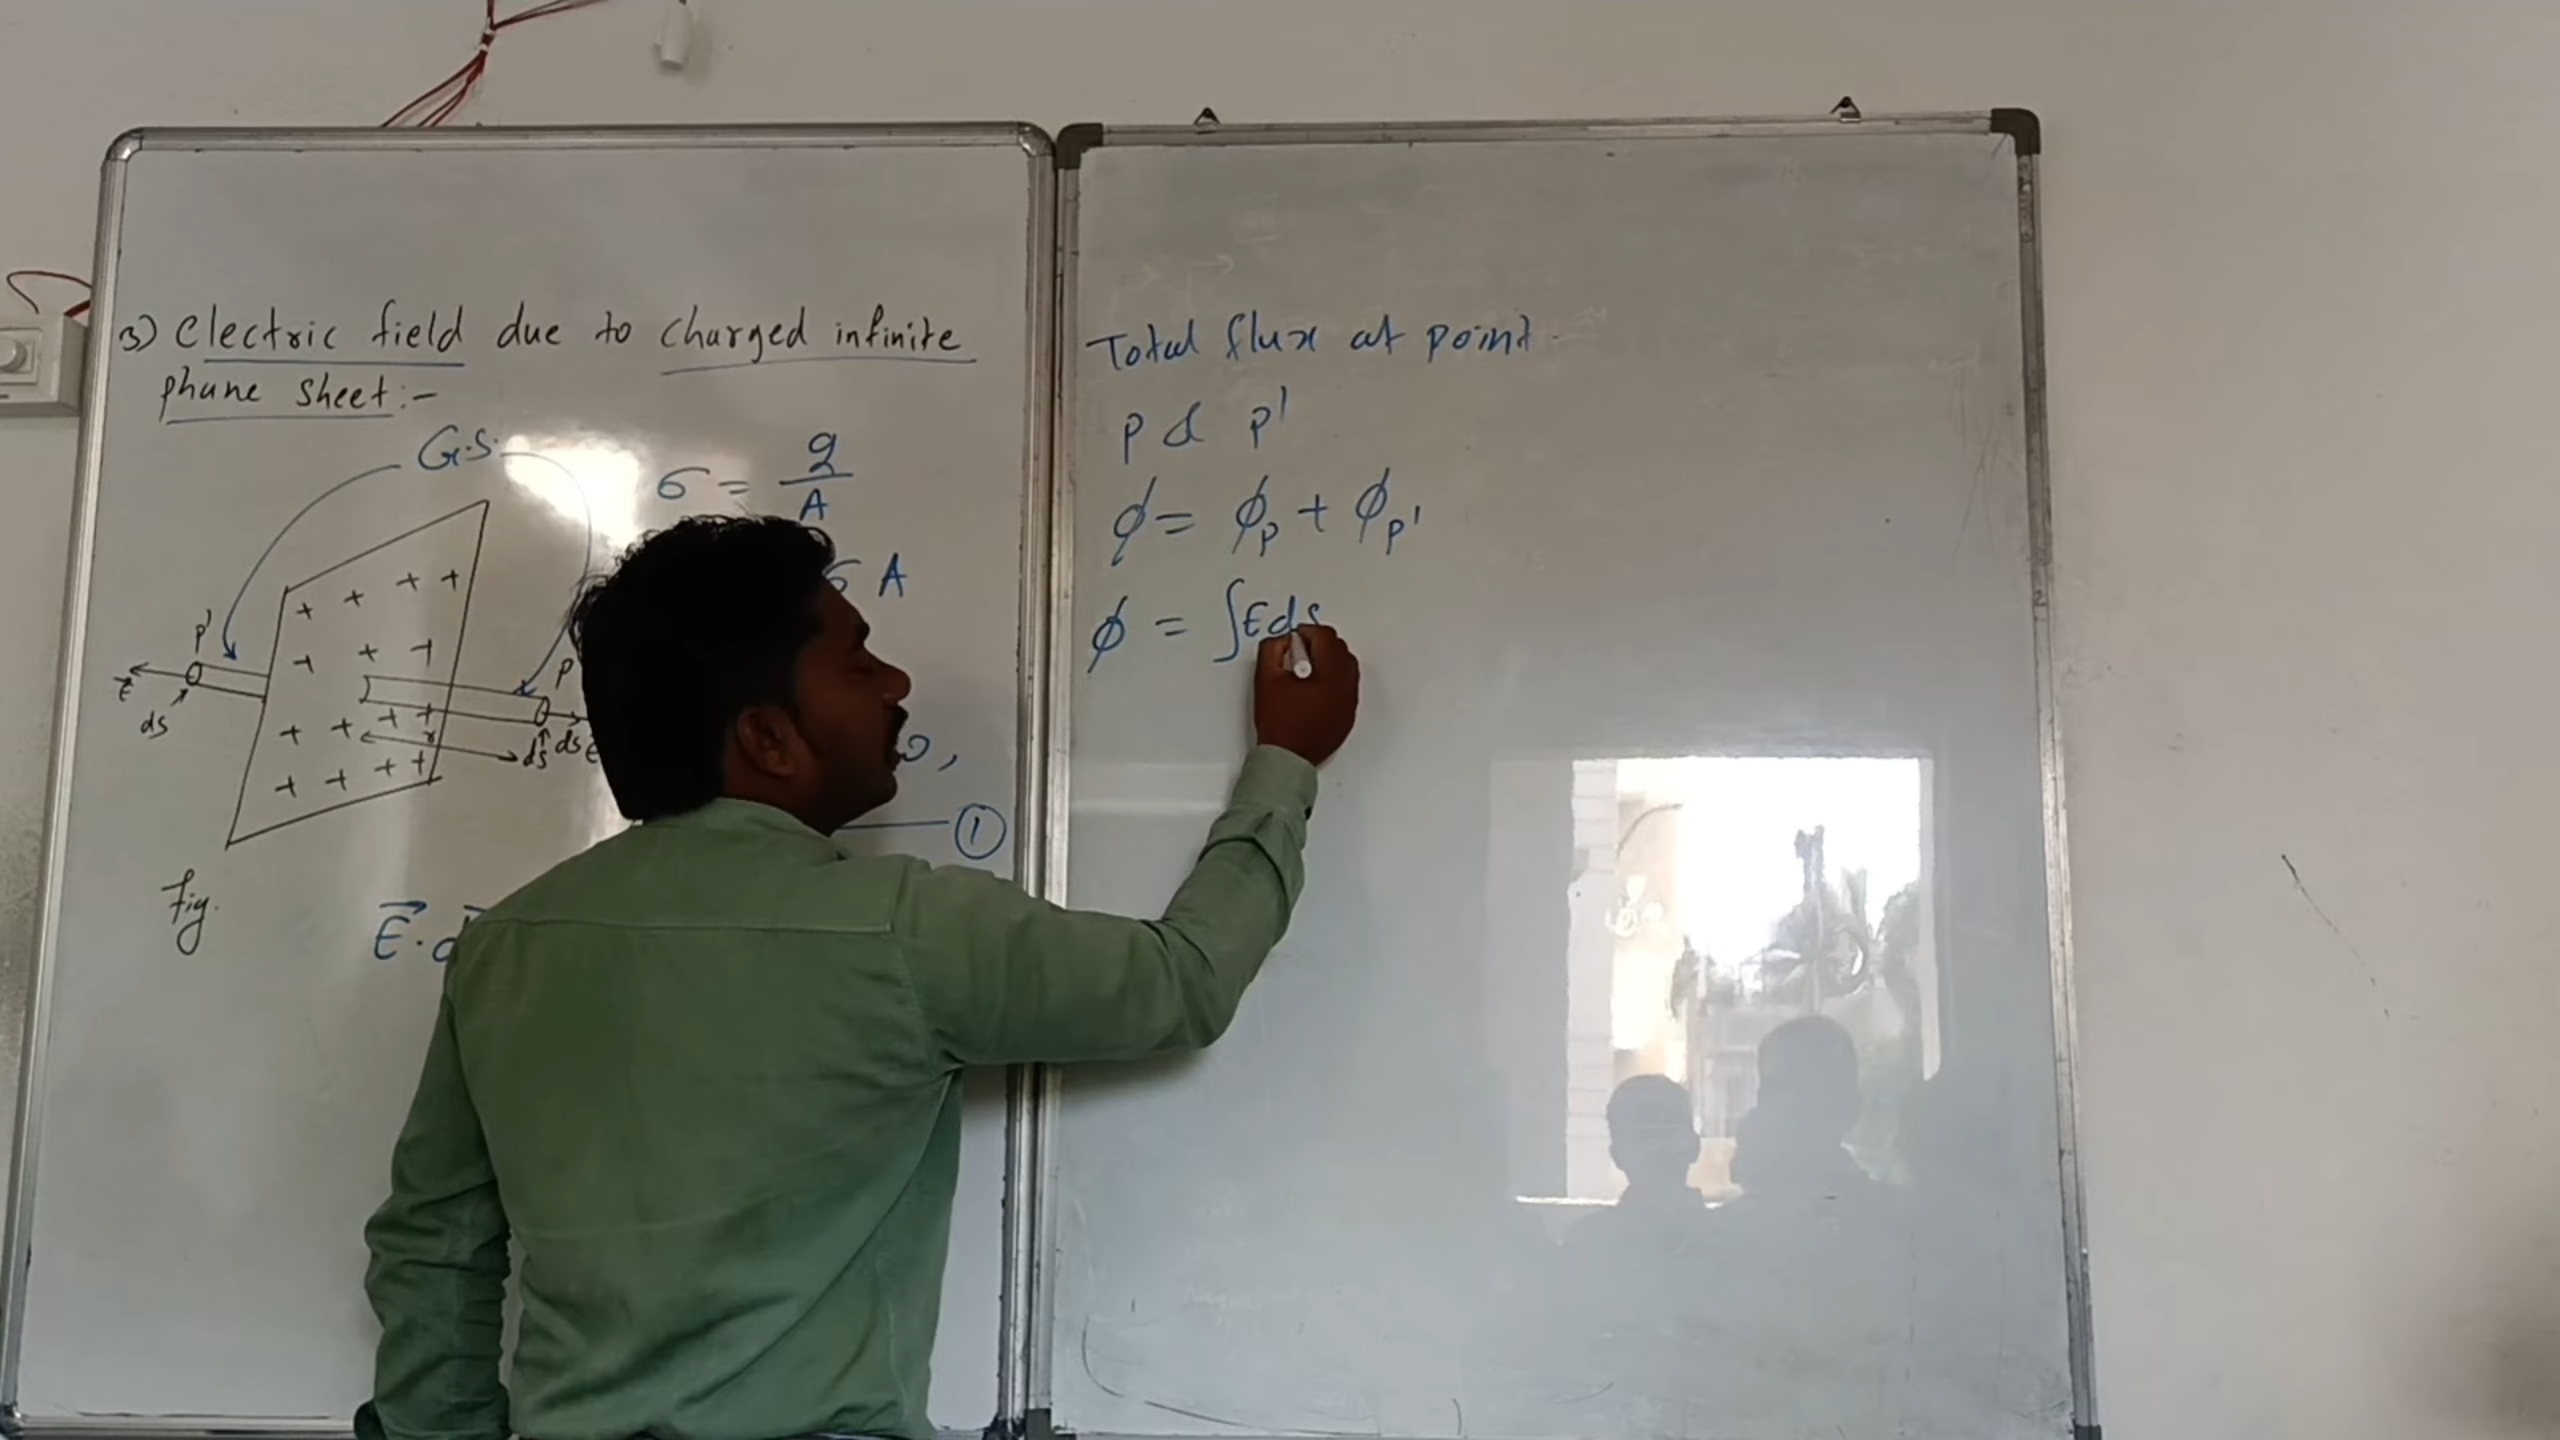 3) Electric field due to charged infinite
phane sheet:-
G.S.
σ = q/A
σ A
P'
P
E
ds
r
ds ds E
,
①
Fig.
E⃗.
Total flux at point.
P & P'
ϕ = ϕp + ϕp'
ϕ = ∫Eds